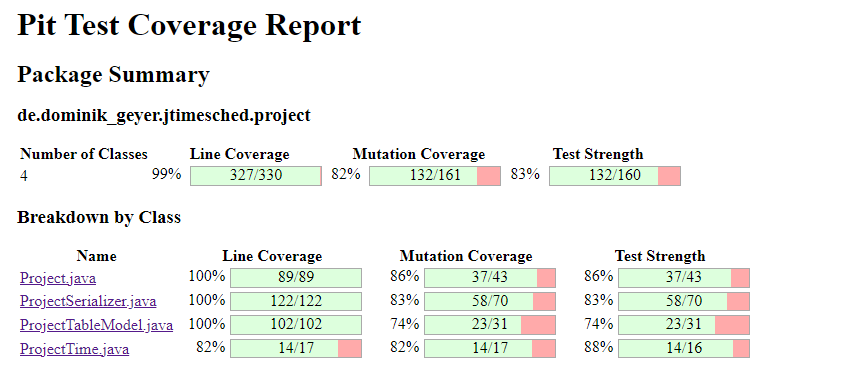 Pit Test Coverage Report
Package Summary
de.dominik_geyer.jtimesched.project
Number of Classes Line Coverage Mutation Coverage Test Strength
4 99% 327/330 82% 132/161 83% 132/160
Breakdown by Class
Name Line Coverage Mutation Coverage Test Strength
Project.java 100% 89/89 86% 37/43 86% 37/43
ProjectSerializer.java 100% 122/122 83% 58/70 83% 58/70
ProjectTableModel.java 100% 102/102 74% 23/31 74% 23/31
ProjectTime.java 82% 14/17 82% 14/17 88% 14/16